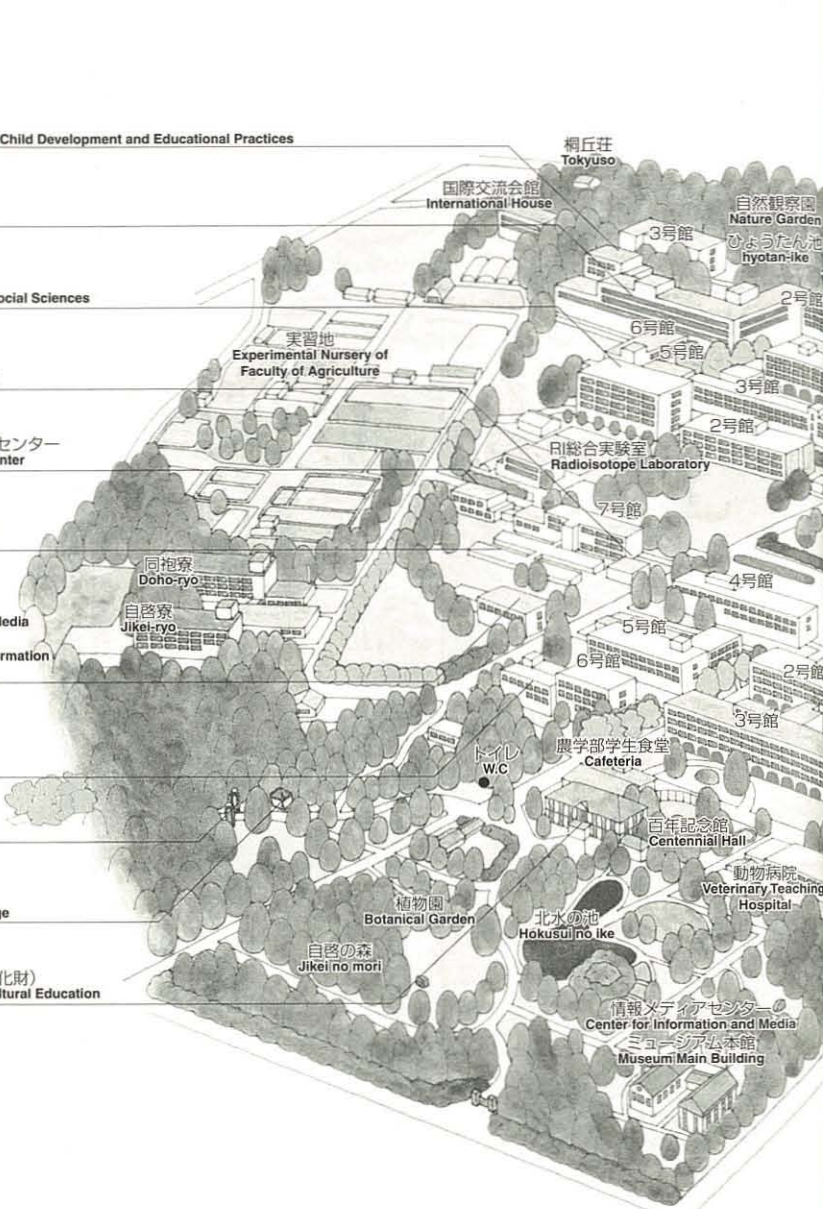 Child Development and Educational Practices
桐丘荘
Tokyuso
国際交流会館
International House
自然観察園
Nature Garden
ひょうたん池
hyotan-ike
3号館
ocial Sciences
2号館
6号館
5号館
実習地
Experimental Nursery of
Faculty of Agriculture
3号館
2号館
センター
nter
RI総合実験室
Radioisotope Laboratory
7号館
同袍寮
Doho-ryo
4号館
自啓寮
Jikei-ryo
Media
5号館
rmation
6号館
2号館
3号館
トイレ
W.C
農学部学生食堂
Cafeteria
百年記念館
Centennial Hall
動物病院
Veterinary Teaching
Hospital
植物園
Botanical Garden
北水の池
Hokusui no ike
ge
自啓の森
Jikei no mori
化財)
ltural Education
情報メディアセンター
Center for Information and Media
ミュージアム本館
Museum Main Building